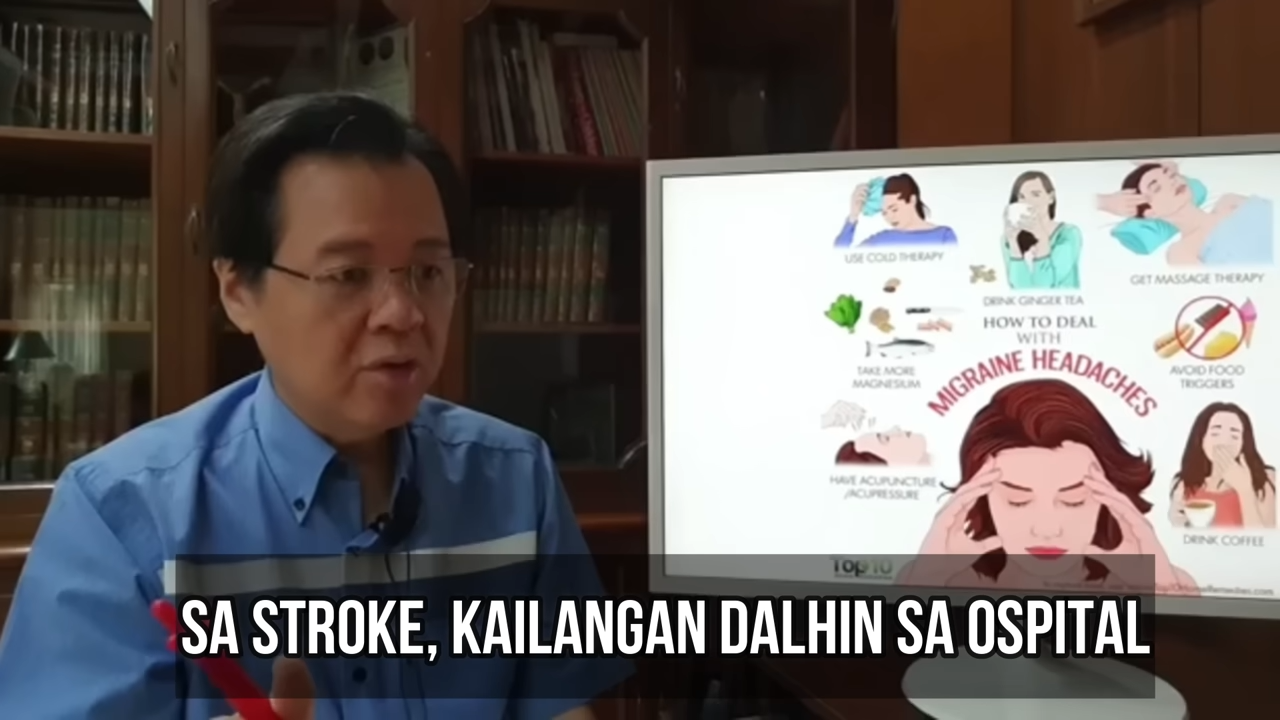 USE COLD THERAPY
DRINK GINGER TEA
GET MASSAGE THERAPY
HOW TO DEAL
WITH
MIGRAINE HEADACHES
TAKE MORE
MAGNESIUM
AVOID FOOD
TRIGGERS
HAVE ACUPUNCTURE
/ACUPRESSURE
DRINK COFFEE
Top10
SA STROKE, KAILANGAN DALHIN SA OSPITAL